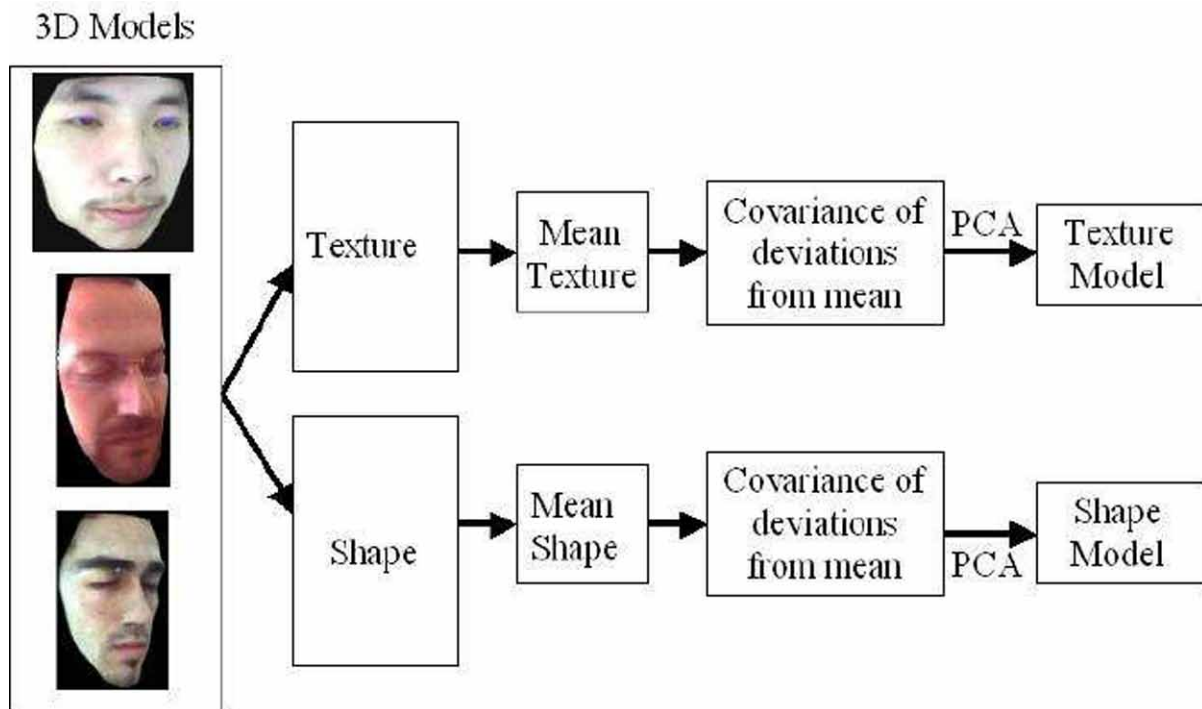 3D Models
Texture
Mean
Texture
Covariance of
deviations
from mean
PCA
Texture
Model
Shape
Mean
Shape
Covariance of
deviations
from mean
PCA
Shape
Model